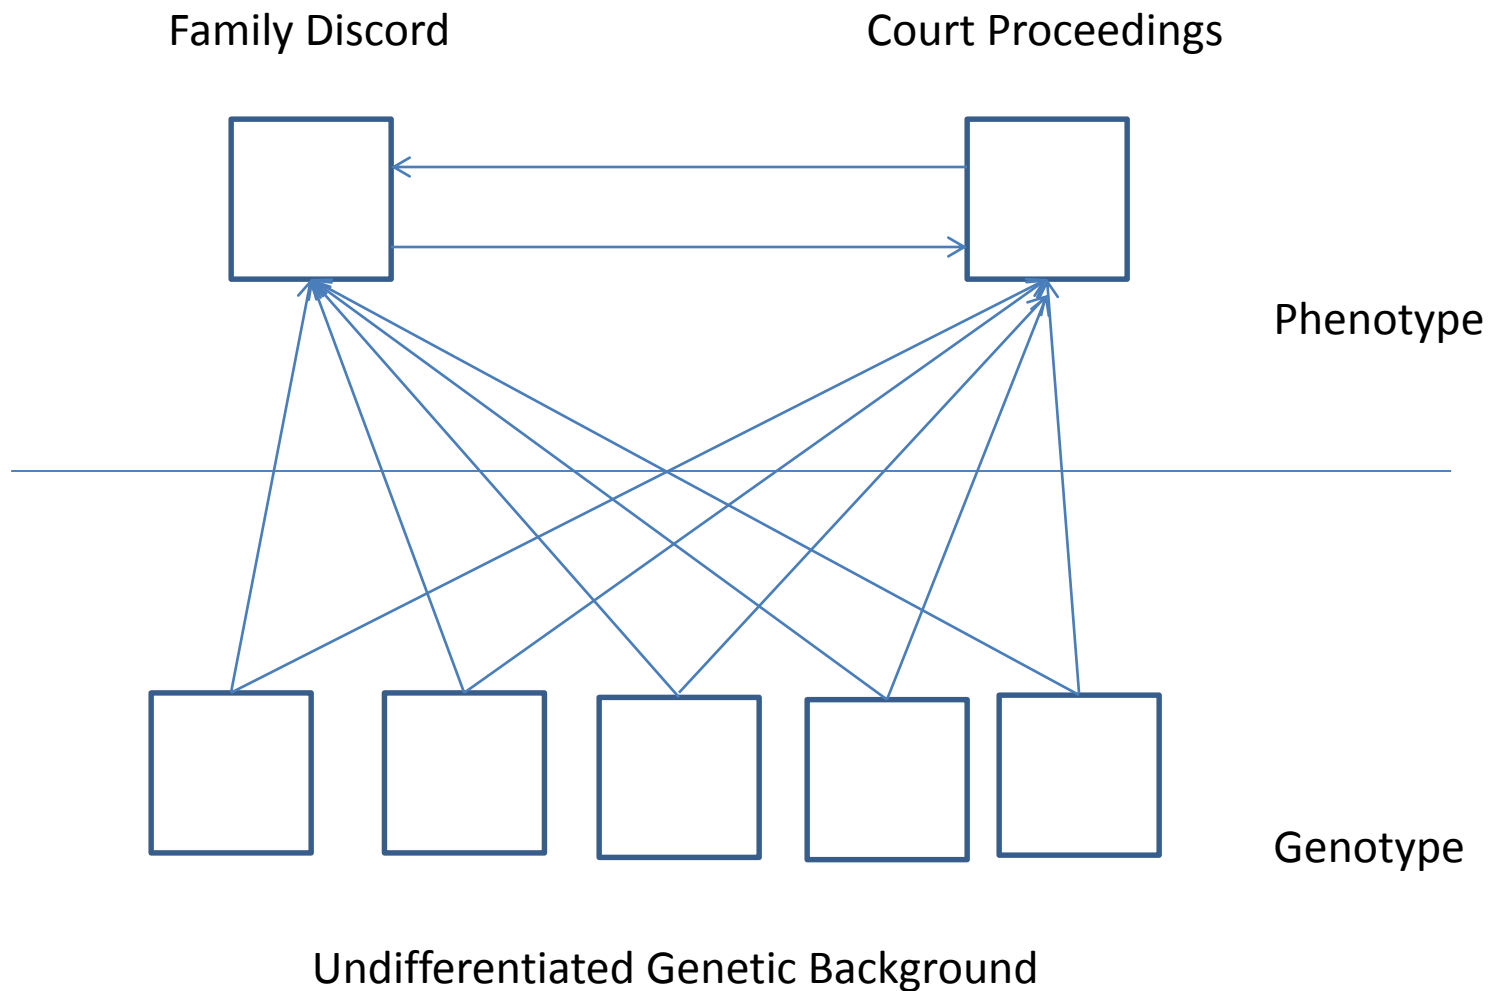 Family Discord
Court Proceedings
Phenotype
Genotype
Undifferentiated Genetic Background